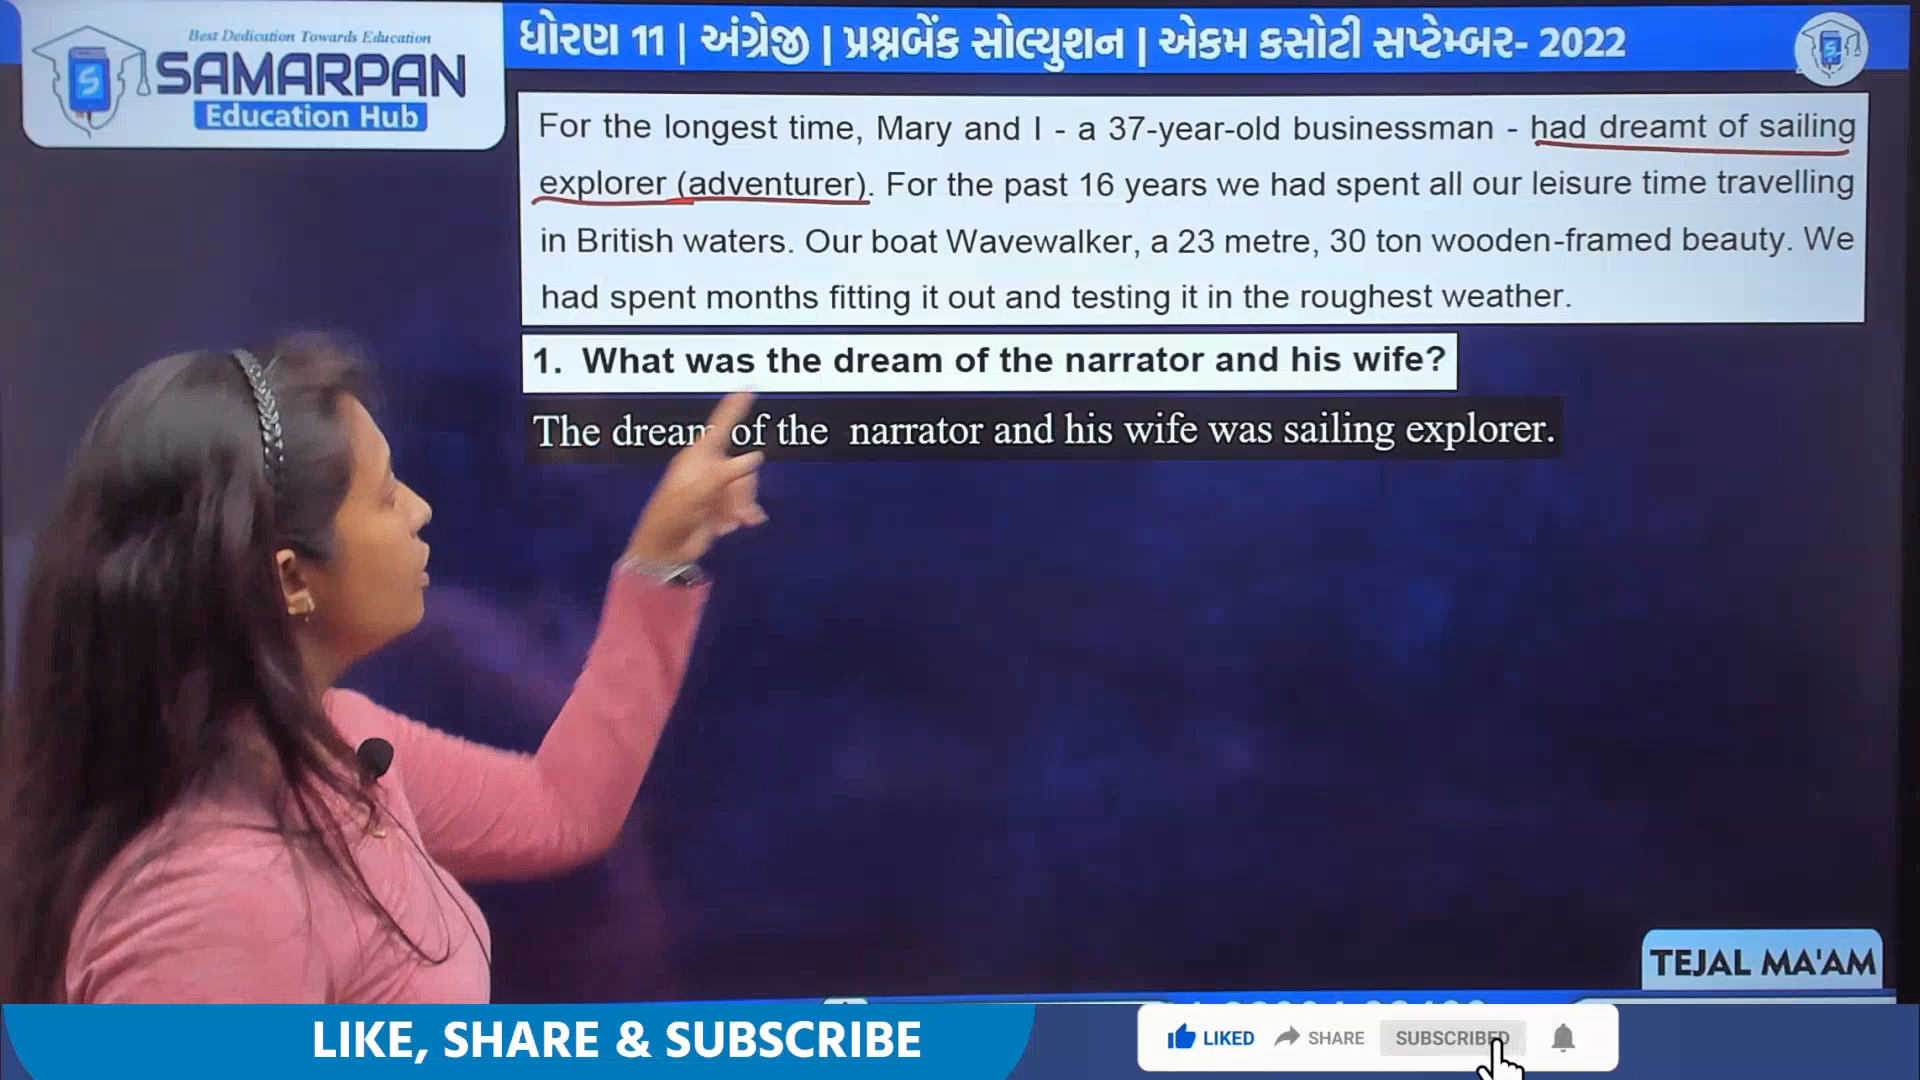 Best Dedication Towards Education
SAMARPAN
Education Hub
ધોરણ 11 | અંગ્રેજી | પ્રશ્નબેંક સોલ્યુશન | એકમ કસોટી સપ્ટેમ્બર- 2022
For the longest time, Mary and I - a 37-year-old businessman - had dreamt of sailing
explorer (adventurer). For the past 16 years we had spent all our leisure time travelling
in British waters. Our boat Wavewalker, a 23 metre, 30 ton wooden-framed beauty. We
had spent months fitting it out and testing it in the roughest weather.
1. What was the dream of the narrator and his wife?
The dream of the narrator and his wife was sailing explorer.
TEJAL MA'AM
LIKE, SHARE & SUBSCRIBE
LIKED SHARE SUBSCRIBED